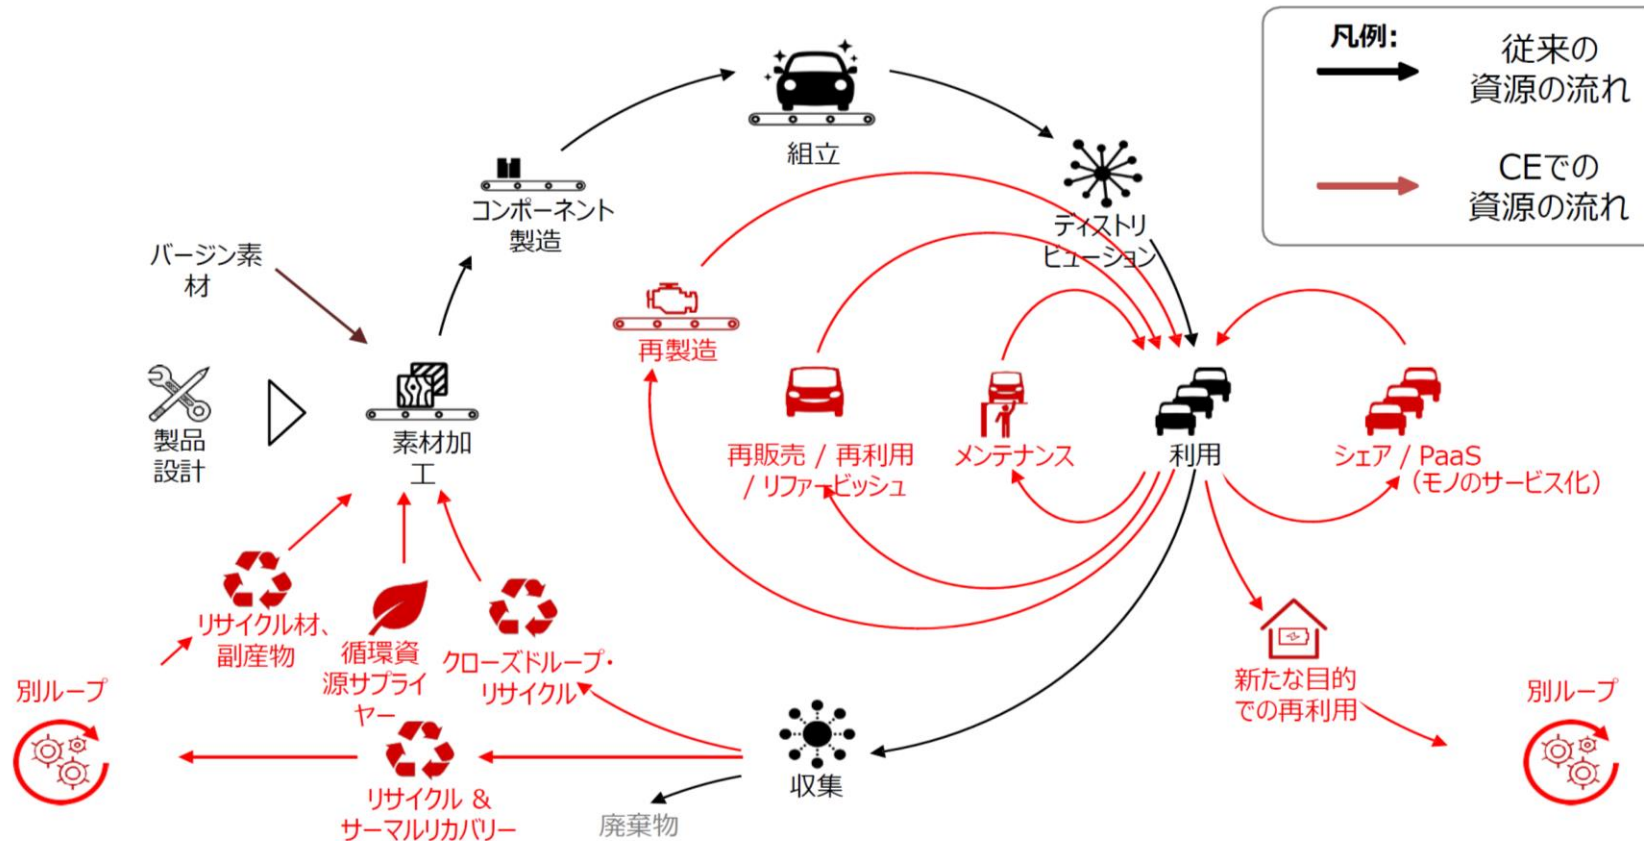 凡例:
従来の
資源の流れ
CEでの
資源の流れ
組立
コンポーネント
製造
ディストリ
ビューション
バージン素
材
再製造
製品
設計
素材加
工
再販売 / 再利用
/ リファービッシュ
メンテナンス
利用
シェア / PaaS
（モノのサービス化）
リサイクル材、
副産物
循環資
源サプライ
ヤー
クローズドループ・
リサイクル
新たな目的
での再利用
別ループ
別ループ
収集
リサイクル &
サーマルリカバリー
廃棄物